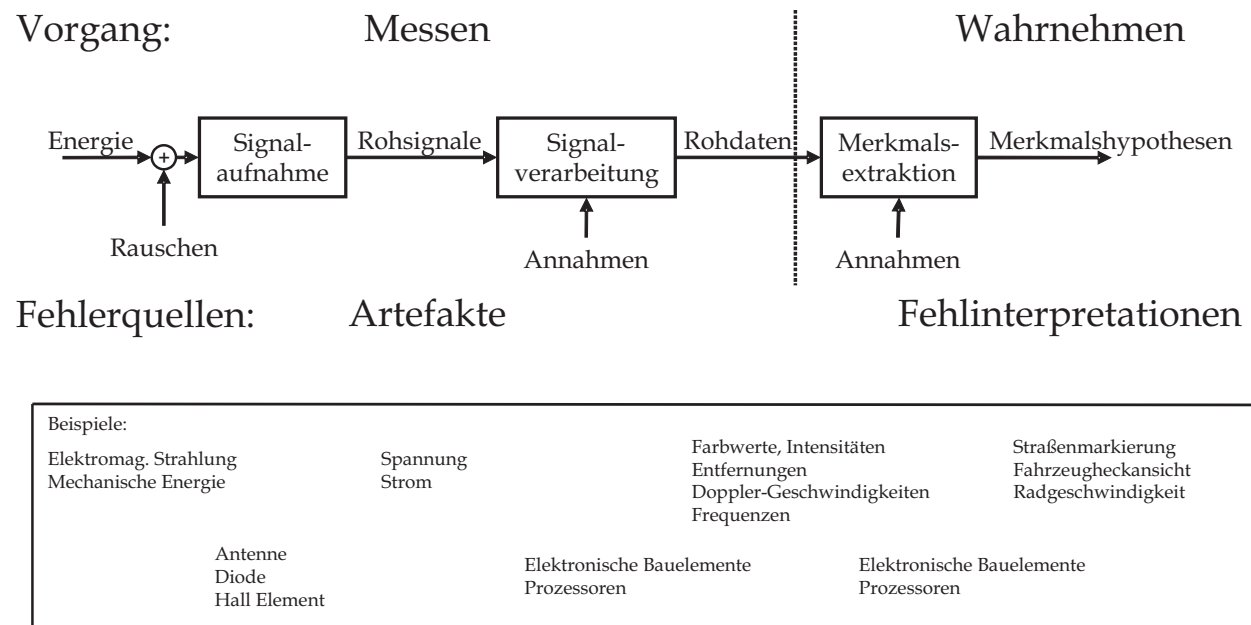 Vorgang: Messen Wahrnehmen
Energie
+
Signal-
aufnahme
Rohsignale
Signal-
verarbeitung
Rohdaten
Merkmals-
extraktion
Merkmalshypothesen
Rauschen
Annahmen
Annahmen
Fehlerquellen: Artefakte Fehlinterpretationen
Beispiele:
Elektromag. Strahlung
Mechanische Energie
Spannung
Strom
Farbwerte, Intensitäten
Entfernungen
Doppler-Geschwindigkeiten
Frequenzen
Straßenmarkierung
Fahrzeugheckansicht
Radgeschwindigkeit
Antenne
Diode
Hall Element
Elektronische Bauelemente
Prozessoren
Elektronische Bauelemente
Prozessoren